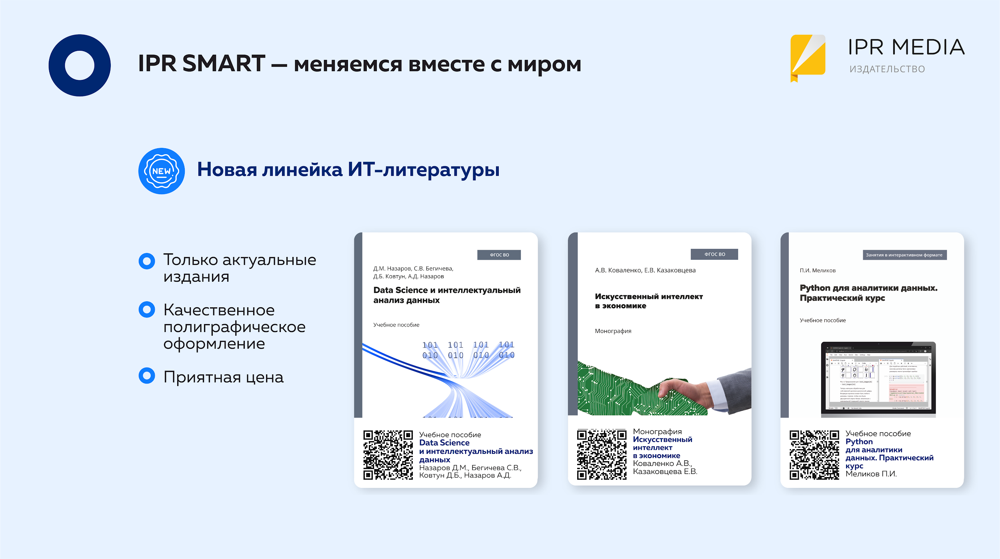 IPR SMART — меняемся вместе с миром
IPR MEDIA
ИЗДАТЕЛЬСТВО
NEW
Новая линейка ИТ-литературы
Только актуальные
издания
Качественное
полиграфическое
оформление
Приятная цена
ФГОС ВО
Д.М. Назаров, С.В. Бегичева,
Д.Б. Ковтун, А.Д. Назаров
Data Science и интеллектуальный
анализ данных
Учебное пособие
101 101 101 101
010 010 010 010
101 101 101 101
Учебное пособие
Data Science
и интеллектуальный анализ
данных
Назаров Д.М., Бегичева С.В.,
Ковтун Д.Б., Назаров А.Д.
ФГОС ВО
А.В. Коваленко, Е.В. Казаковцева
Искусственный интеллект
в экономике
Монография
Монография
Искусственный
интеллект
в экономике
Коваленко А.В.,
Казаковцева Е.В.
Занятия в интерактивном формате
П.И. Меликов
Python для аналитики данных.
Практический курс
Учебное пособие
Учебное пособие
Python
для аналитики
данных. Практический
курс
Меликов П.И.